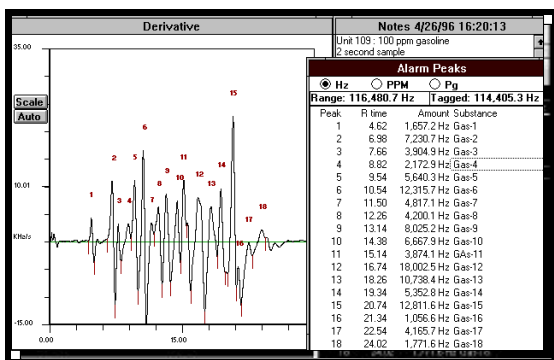 Derivative
35.00
Scale
Auto
10.01
KHz/s
-15.00
0.00
15.00
1
2
3
4
5
6
7
8
9
10
11
12
13
14
15
16
17
18
Notes 4/26/96 16:20:13
Unit 109 : 100 ppm gasoline
2 second sample
Alarm Peaks
Hz PPM Pg
Range: 116,480.7 Hz Tagged: 114,405.3 Hz
Peak R time Amount Substance
1 4.62 1,657.2 Hz Gas-1
2 6.98 7,230.7 Hz Gas-2
3 7.66 3,904.9 Hz Gas-3
4 8.82 2,172.9 Hz Gas-4
5 9.54 5,640.3 Hz Gas-5
6 10.54 12,315.7 Hz Gas-6
7 11.50 4,817.1 Hz Gas-7
8 12.26 4,200.1 Hz Gas-8
9 13.14 8,025.2 Hz Gas-9
10 14.38 6,667.9 Hz Gas-10
11 15.14 3,874.1 Hz GAs-11
12 16.74 18,002.5 Hz Gas-12
13 18.26 10,738.4 Hz Gas-13
14 19.34 5,352.8 Hz Gas-14
15 20.74 12,811.6 Hz Gas-15
16 21.34 1,056.6 Hz Gas-16
17 22.54 4,165.7 Hz Gas-17
18 24.02 1,771.6 Hz Gas-18